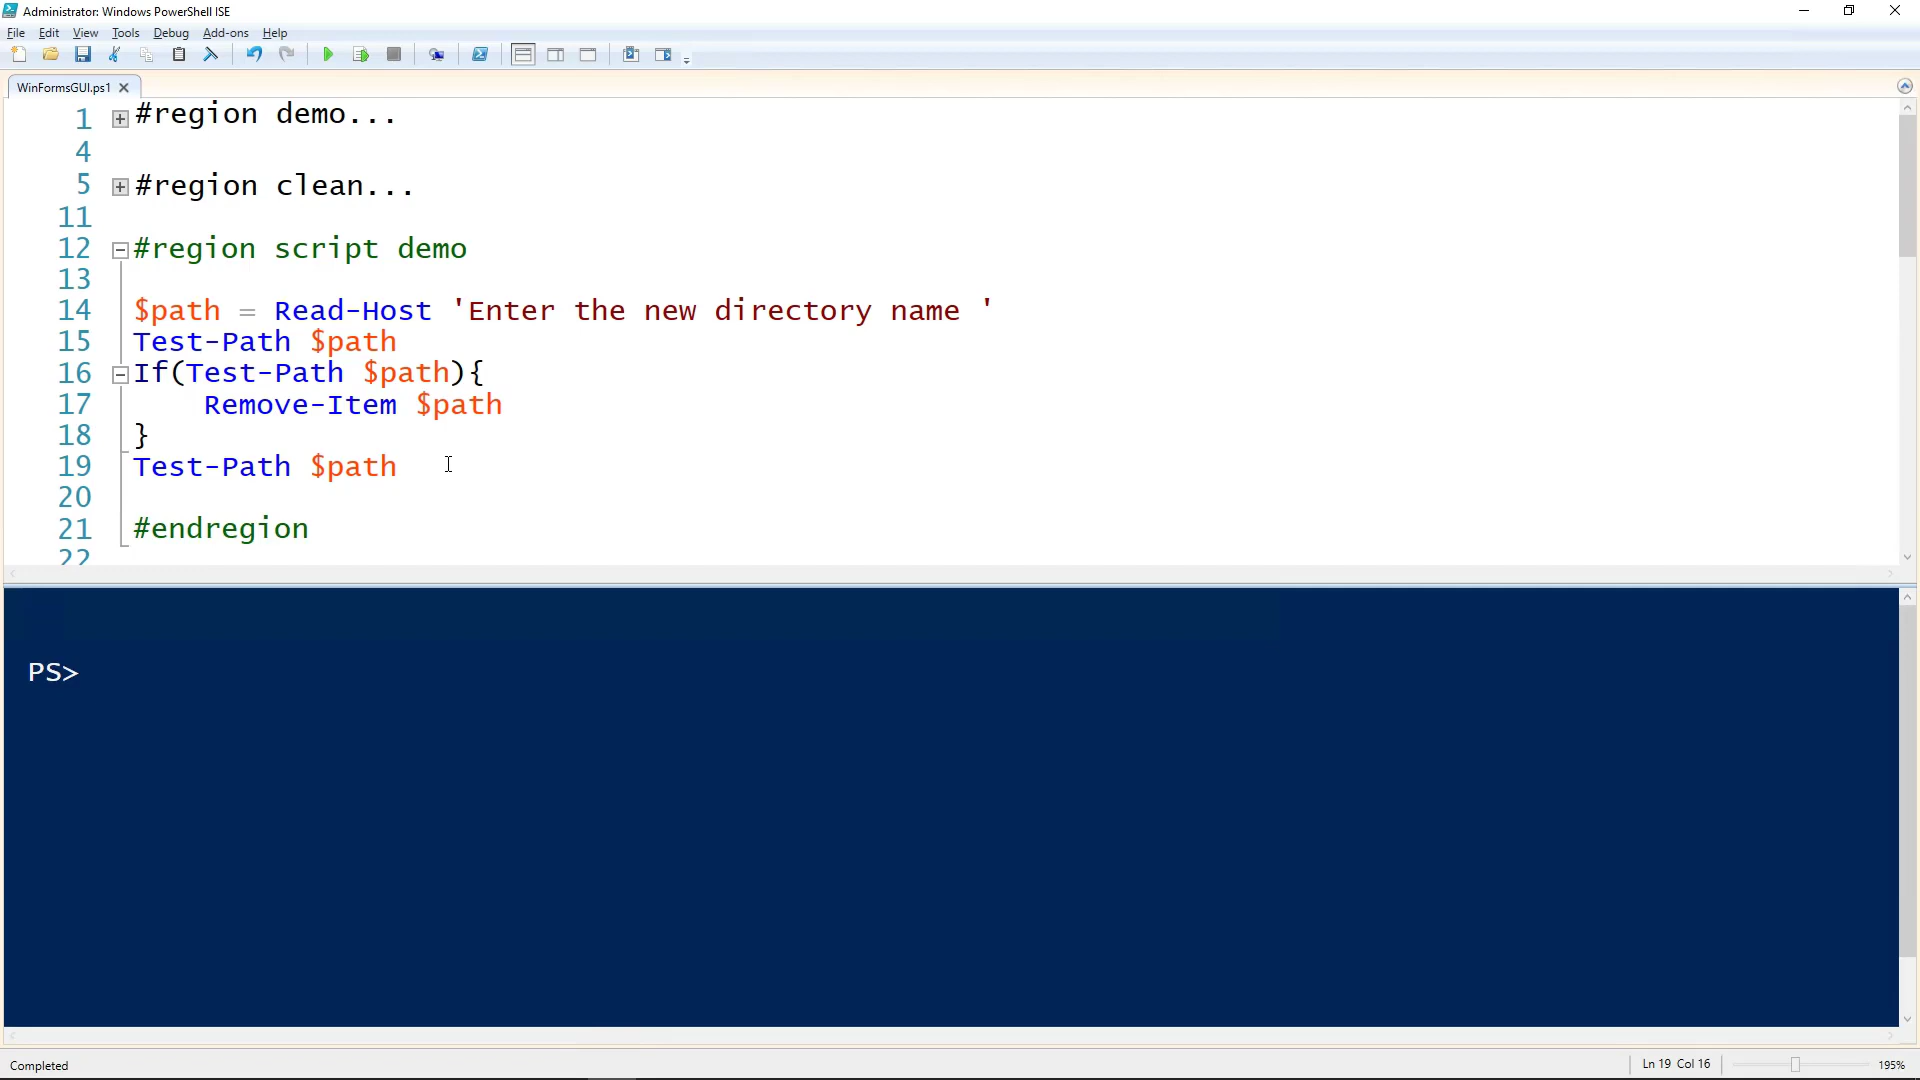 Administrator: Windows PowerShell ISE
File Edit View Tools Debug Add-ons Help
WinFormsGUI.ps1
1 #region demo...
4
5 #region clean...
11
12 #region script demo
13
14 $path = Read-Host 'Enter the new directory name '
15 Test-Path $path
16 If(Test-Path $path){
17 Remove-Item $path
18 }
19 Test-Path $path
20
21 #endregion
22
PS>
Completed
Ln 19 Col 16
195%